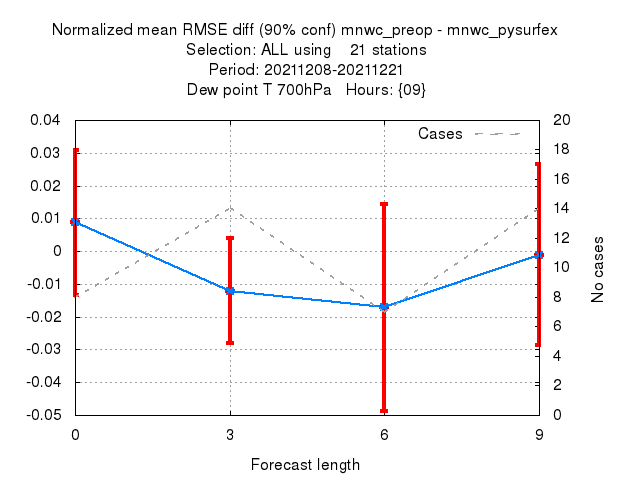 Normalized mean RMSE diff (90% conf) mnwc_preop - mnwc_pysurfex
Selection: ALL using 21 stations
Period: 20211208-20211221
Dew point T 700hPa Hours: {09}
Cases
0.04
0.03
0.02
0.01
0
-0.01
-0.02
-0.03
-0.04
-0.05
20
18
16
14
12
10
8
6
4
2
0
No cases
0 3 6 9
Forecast length